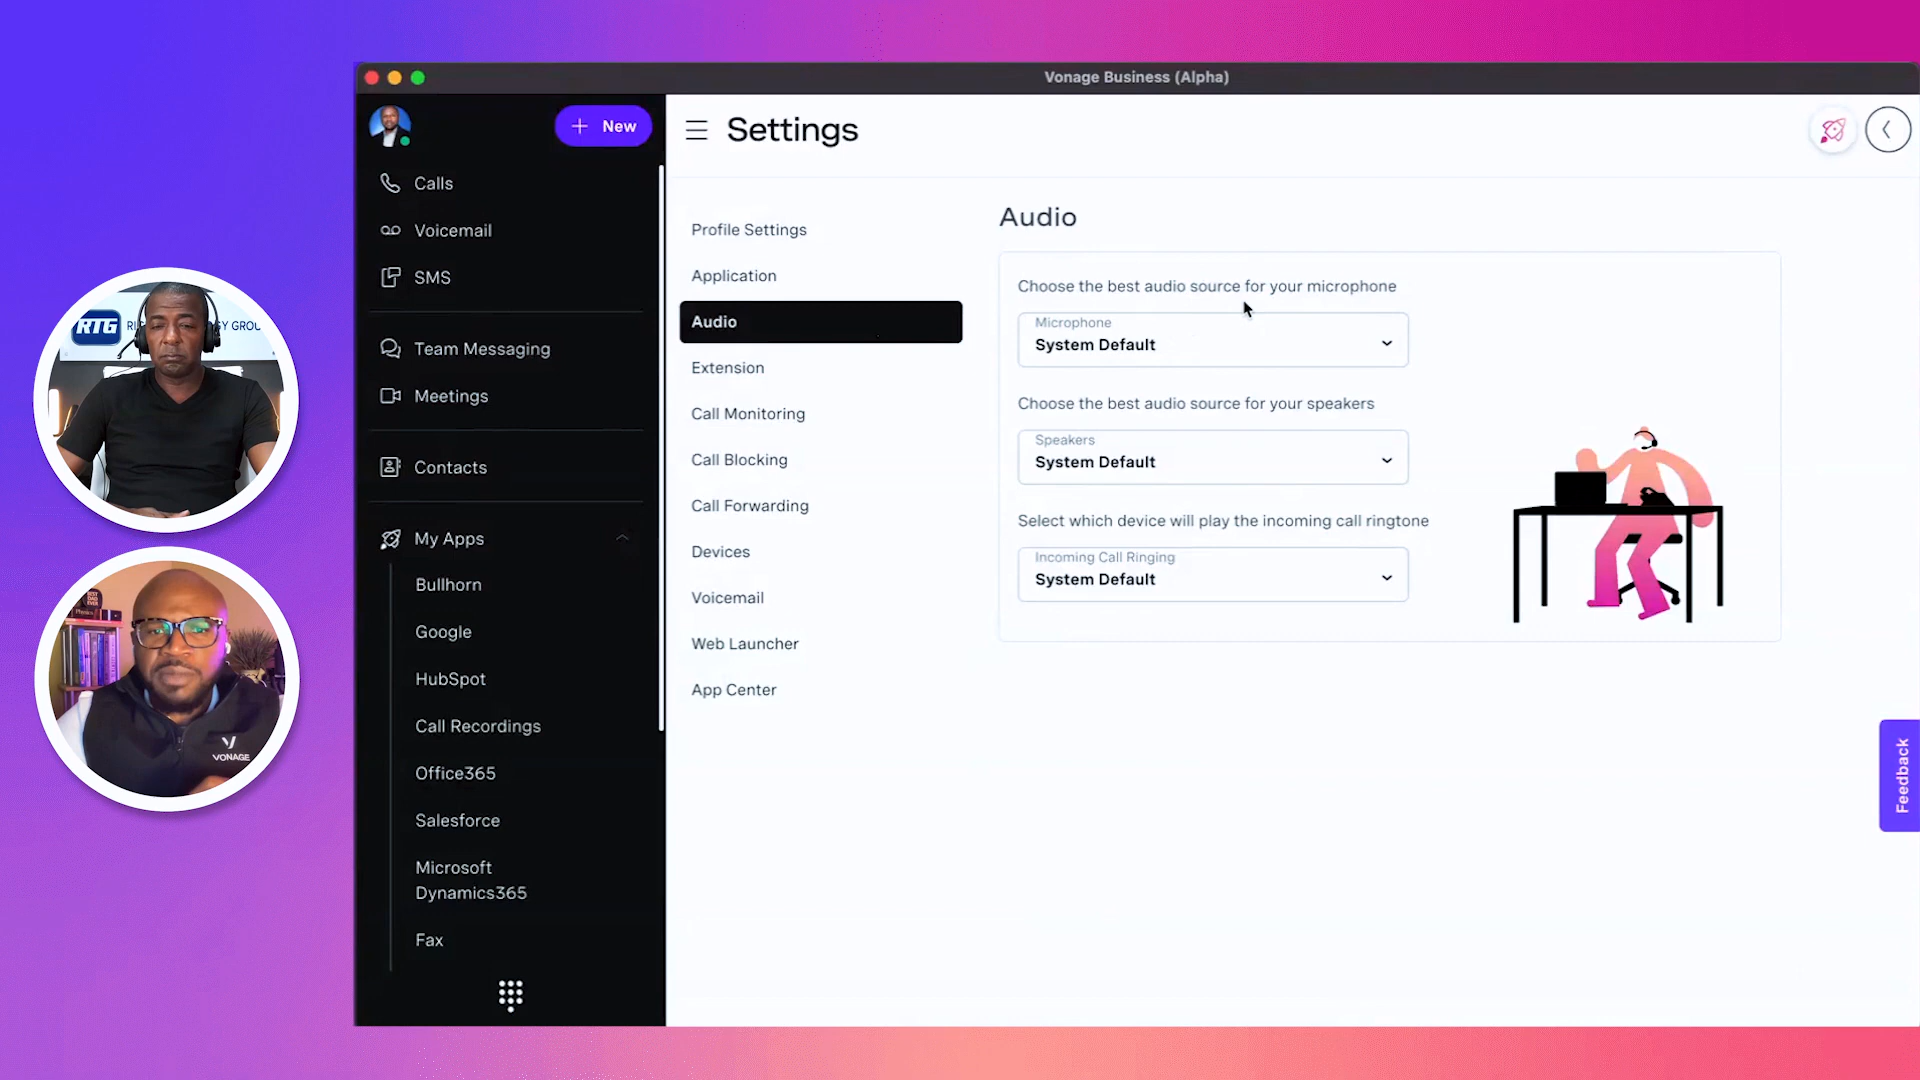 Vonage Business (Alpha)
New
Settings
Calls
Voicemail
SMS
Team Messaging
Meetings
Contacts
My Apps
Bullhorn
Google
HubSpot
Call Recordings
Office365
Salesforce
Microsoft
Dynamics365
Fax
Profile Settings
Application
Audio
Extension
Call Monitoring
Call Blocking
Call Forwarding
Devices
Voicemail
Web Launcher
App Center
Audio
Choose the best audio source for your microphone
Microphone
System Default
Choose the best audio source for your speakers
Speakers
System Default
Select which device will play the incoming call ringtone
Incoming Call Ringing
System Default
Feedback
RTG
VONAGE